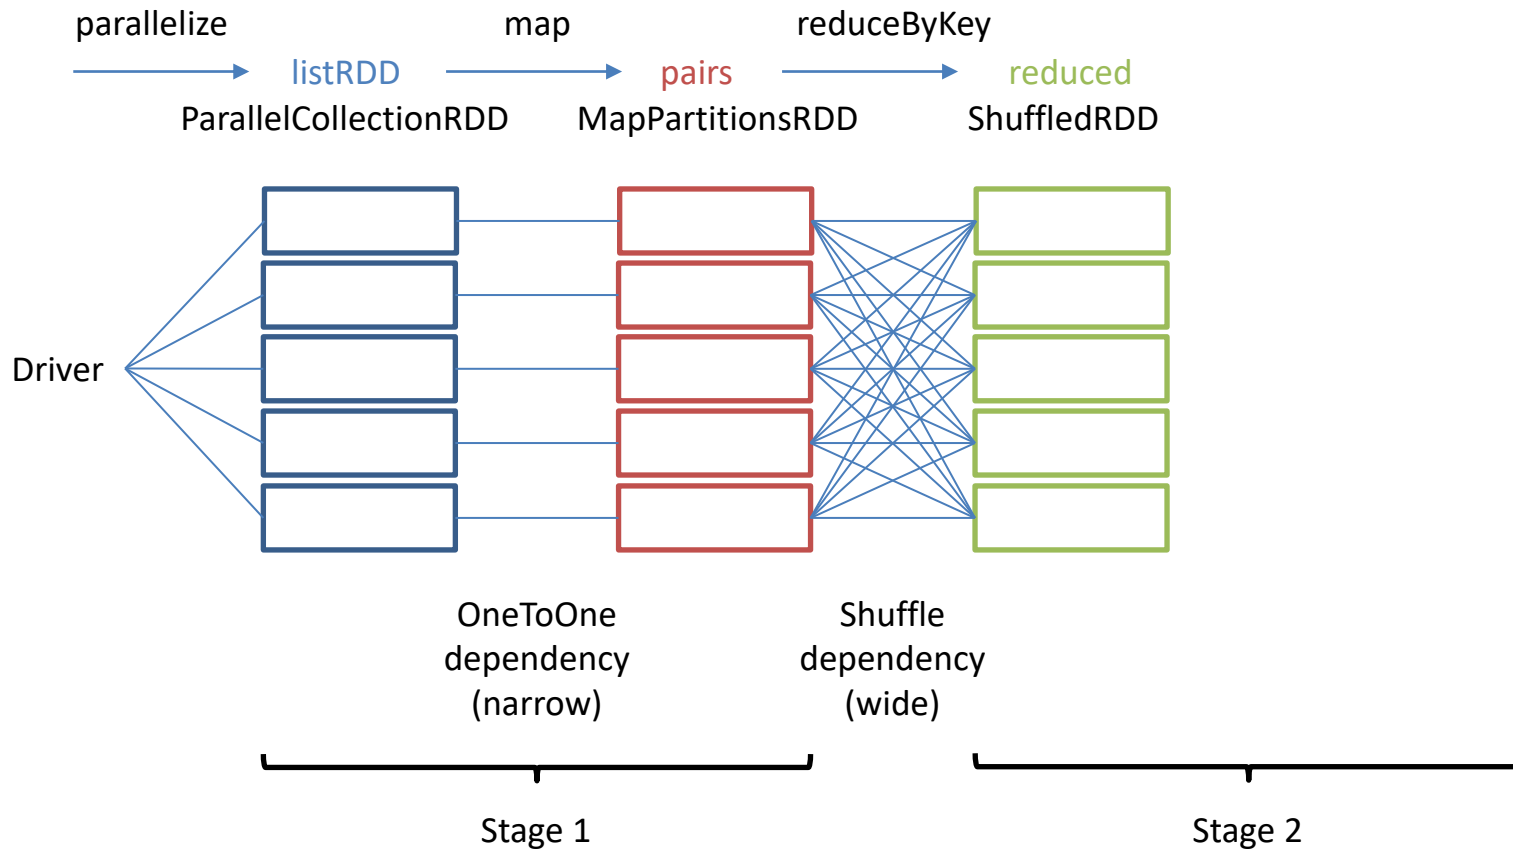 parallelize
map
reduceByKey
listRDD
pairs
reduced
ParallelCollectionRDD
MapPartitionsRDD
ShuffledRDD
Driver
OneToOne
dependency
(narrow)
Shuffle
dependency
(wide)
Stage 1
Stage 2